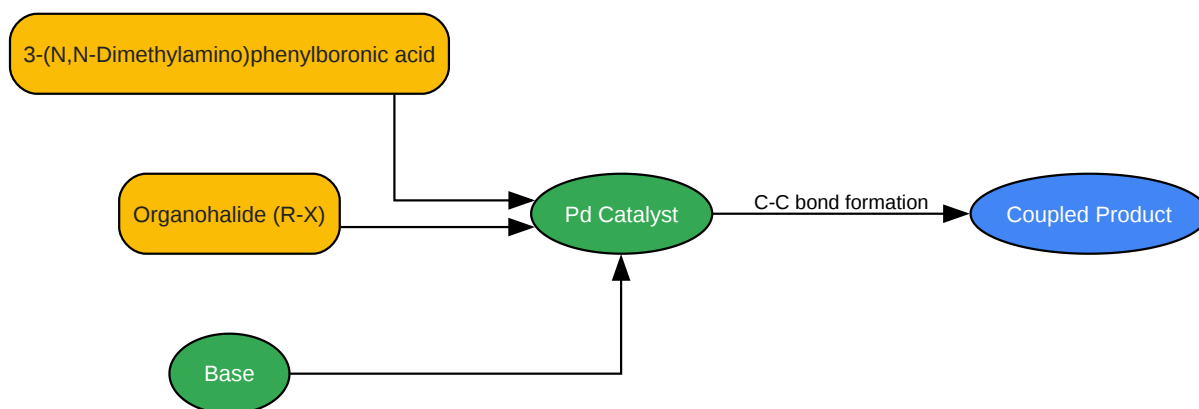 3-(N,N-Dimethylamino)phenylboronic acid
Organohalide (R-X)
Pd Catalyst
C-C bond formation
Coupled Product
Base